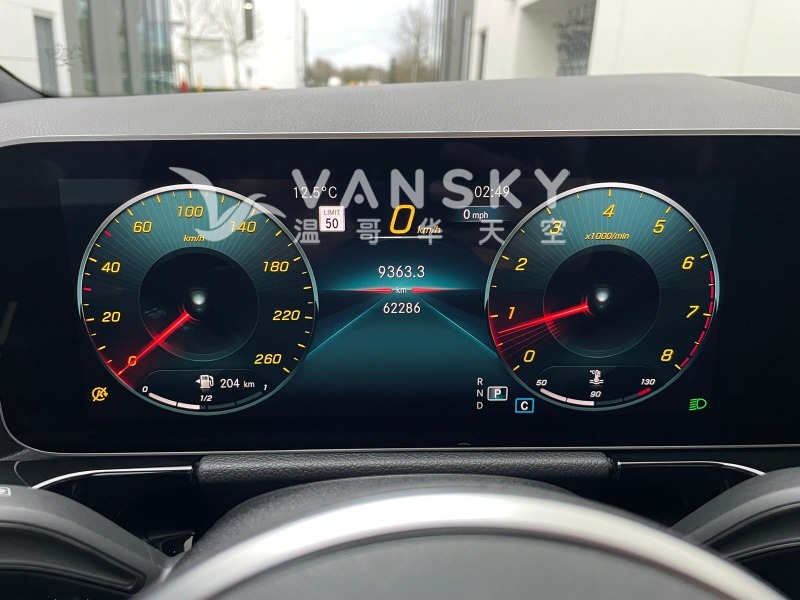 VANSKY
温哥华天空
12.5°C
02:49
LIMIT
50
0 km/h
0 mph
9363.3
km
62286
0
20
40
60
100
140
180
220
260
km/h
204 km
0
1/2
1
0
1
2
3
4
5
6
7
8
x1000/min
°C
50
90
130
R
N
P
D
C
A